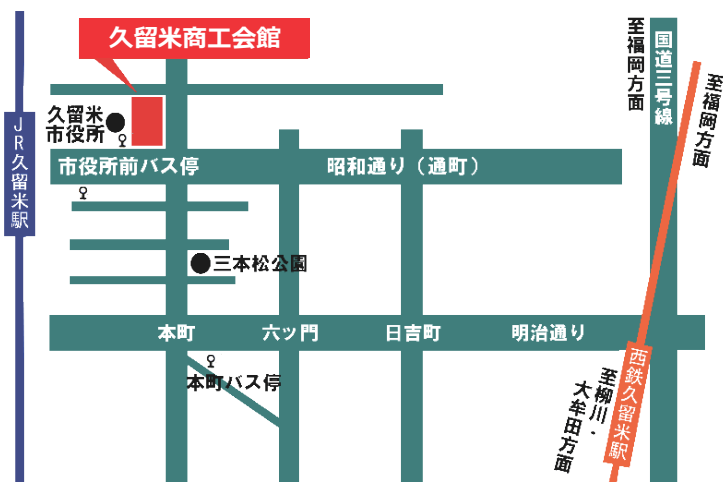 久留米商工会館
至福岡方面
国道三号線
至福岡方面
久留米
市役所
JR久留米駅
市役所前バス停
昭和通り（通町）
三本松公園
本町
六ツ門
日吉町
明治通り
本町バス停
西鉄久留米駅
至柳川・
大牟田方面